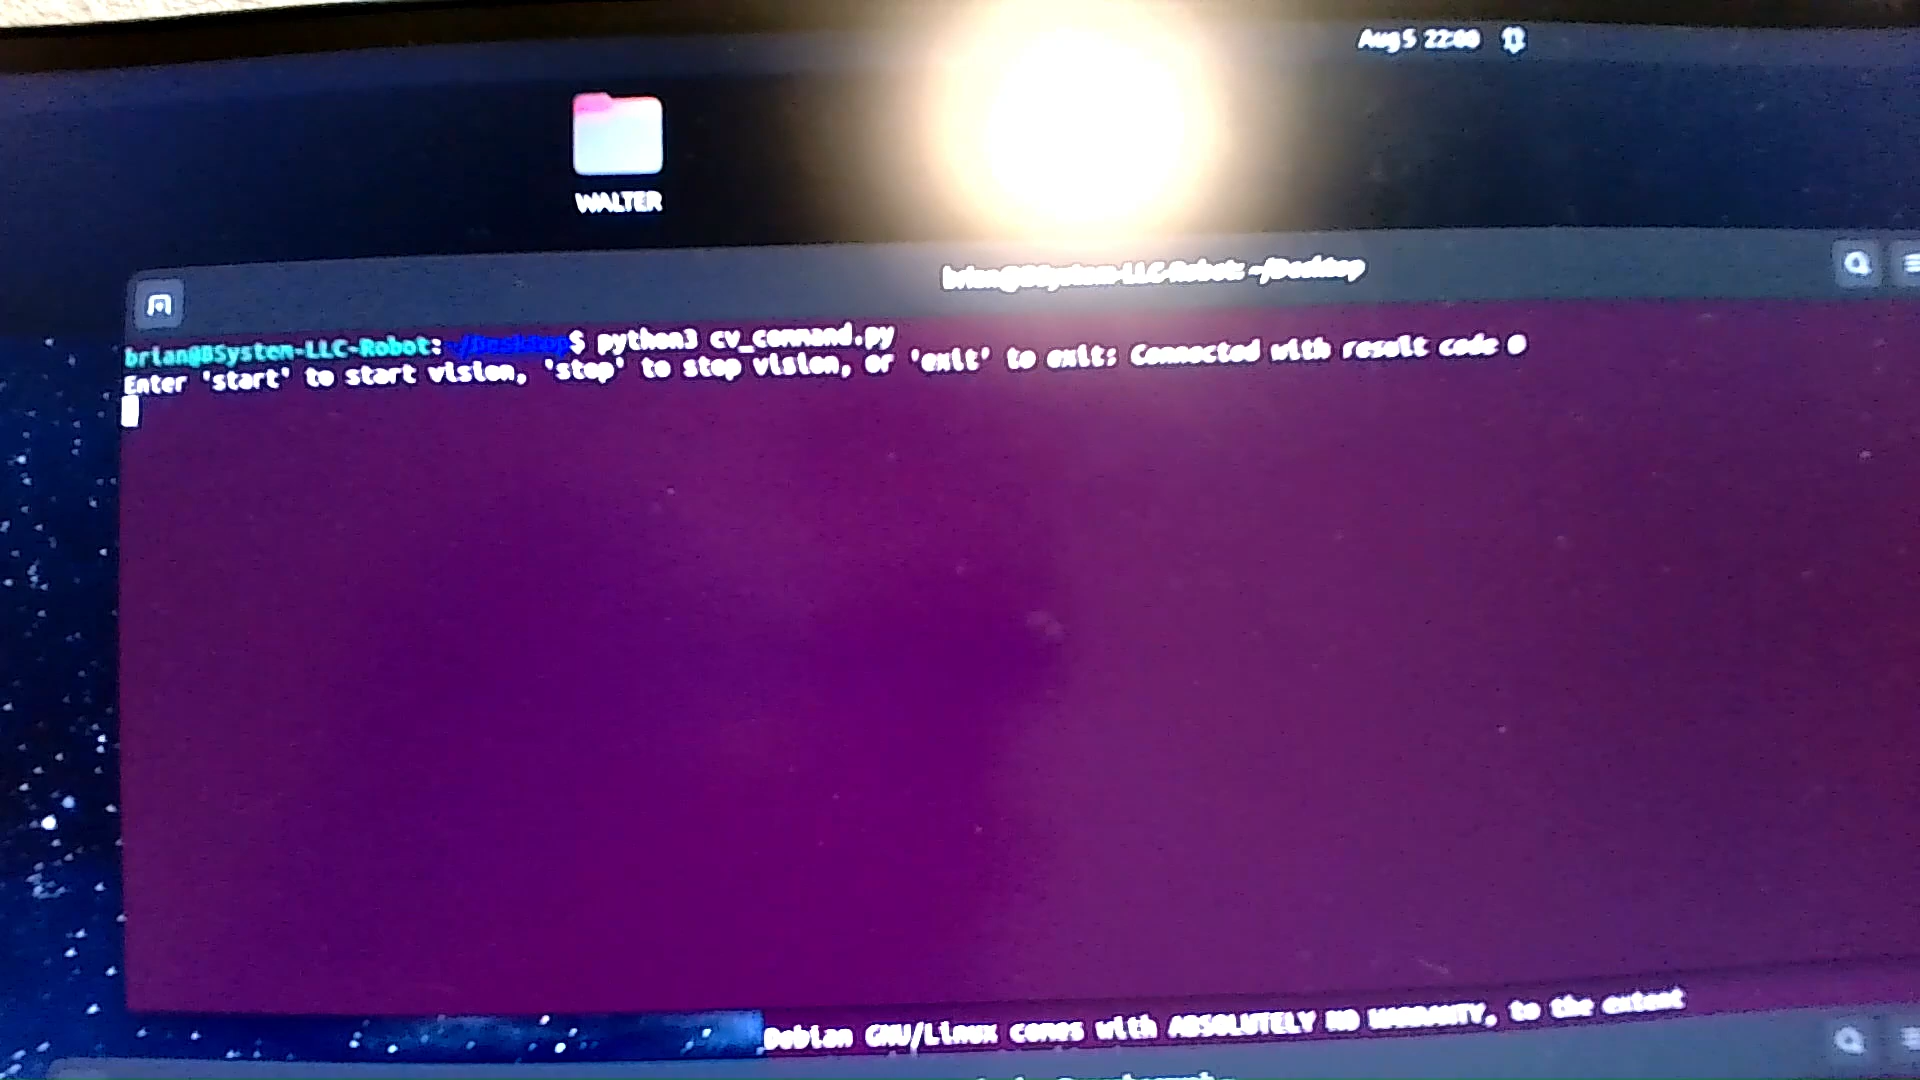 Aug 5 22:00
WALTER
brian@BSystem-LLC-Robot: ~/Desktop
brian@BSystem-LLC-Robot:~/Desktop$ python3 cv_command.py
Enter 'start' to start vision, 'stop' to stop vision, or 'exit' to exit: Connected with result code 0
Debian GNU/Linux comes with ABSOLUTELY NO WARRANTY, to the extent